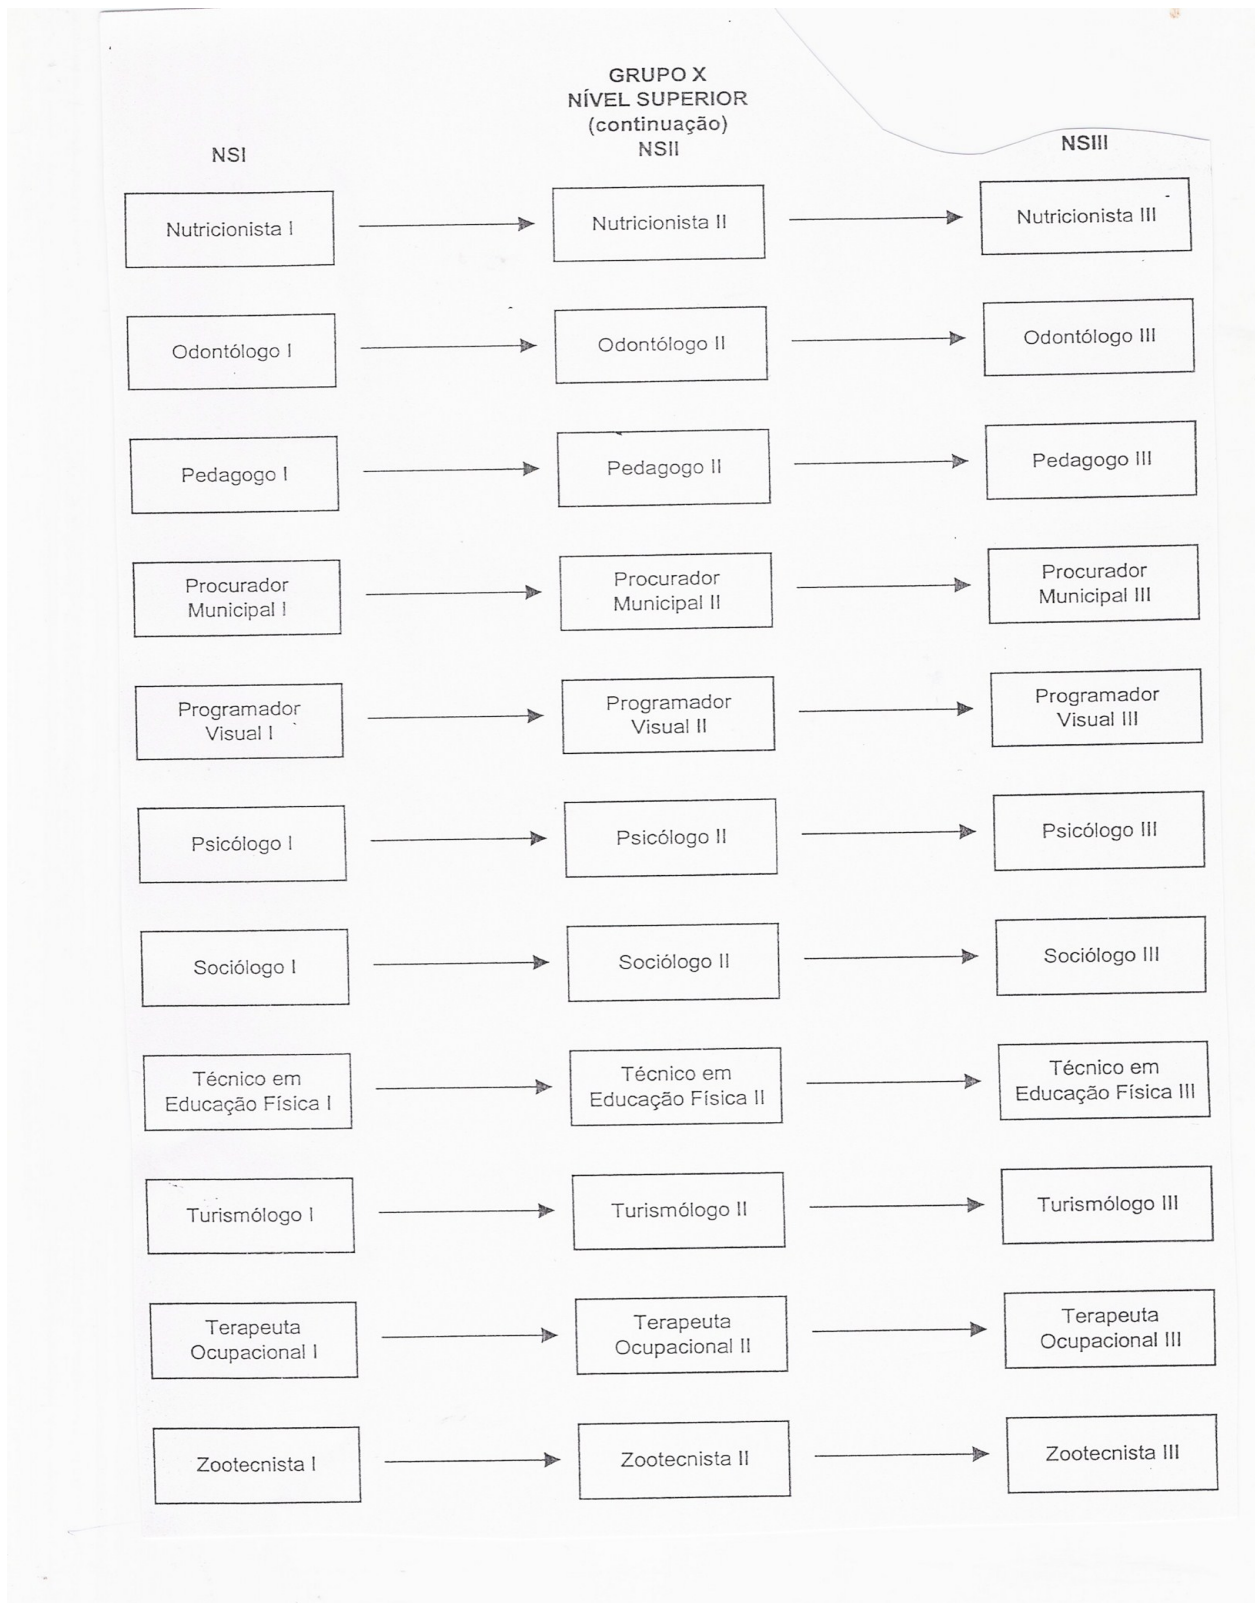 GRUPO X
NÍVEL SUPERIOR
(continuação)
NSI
NSII
NSIII
Nutricionista I
Nutricionista II
Nutricionista III
Odontólogo I
Odontólogo II
Odontólogo III
Pedagogo I
Pedagogo II
Pedagogo III
Procurador
Municipal I
Procurador
Municipal II
Procurador
Municipal III
Programador
Visual I
Programador
Visual II
Programador
Visual III
Psicólogo I
Psicólogo II
Psicólogo III
Sociólogo I
Sociólogo II
Sociólogo III
Técnico em
Educação Física I
Técnico em
Educação Física II
Técnico em
Educação Física III
Turismólogo I
Turismólogo II
Turismólogo III
Terapeuta
Ocupacional I
Terapeuta
Ocupacional II
Terapeuta
Ocupacional III
Zootecnista I
Zootecnista II
Zootecnista III